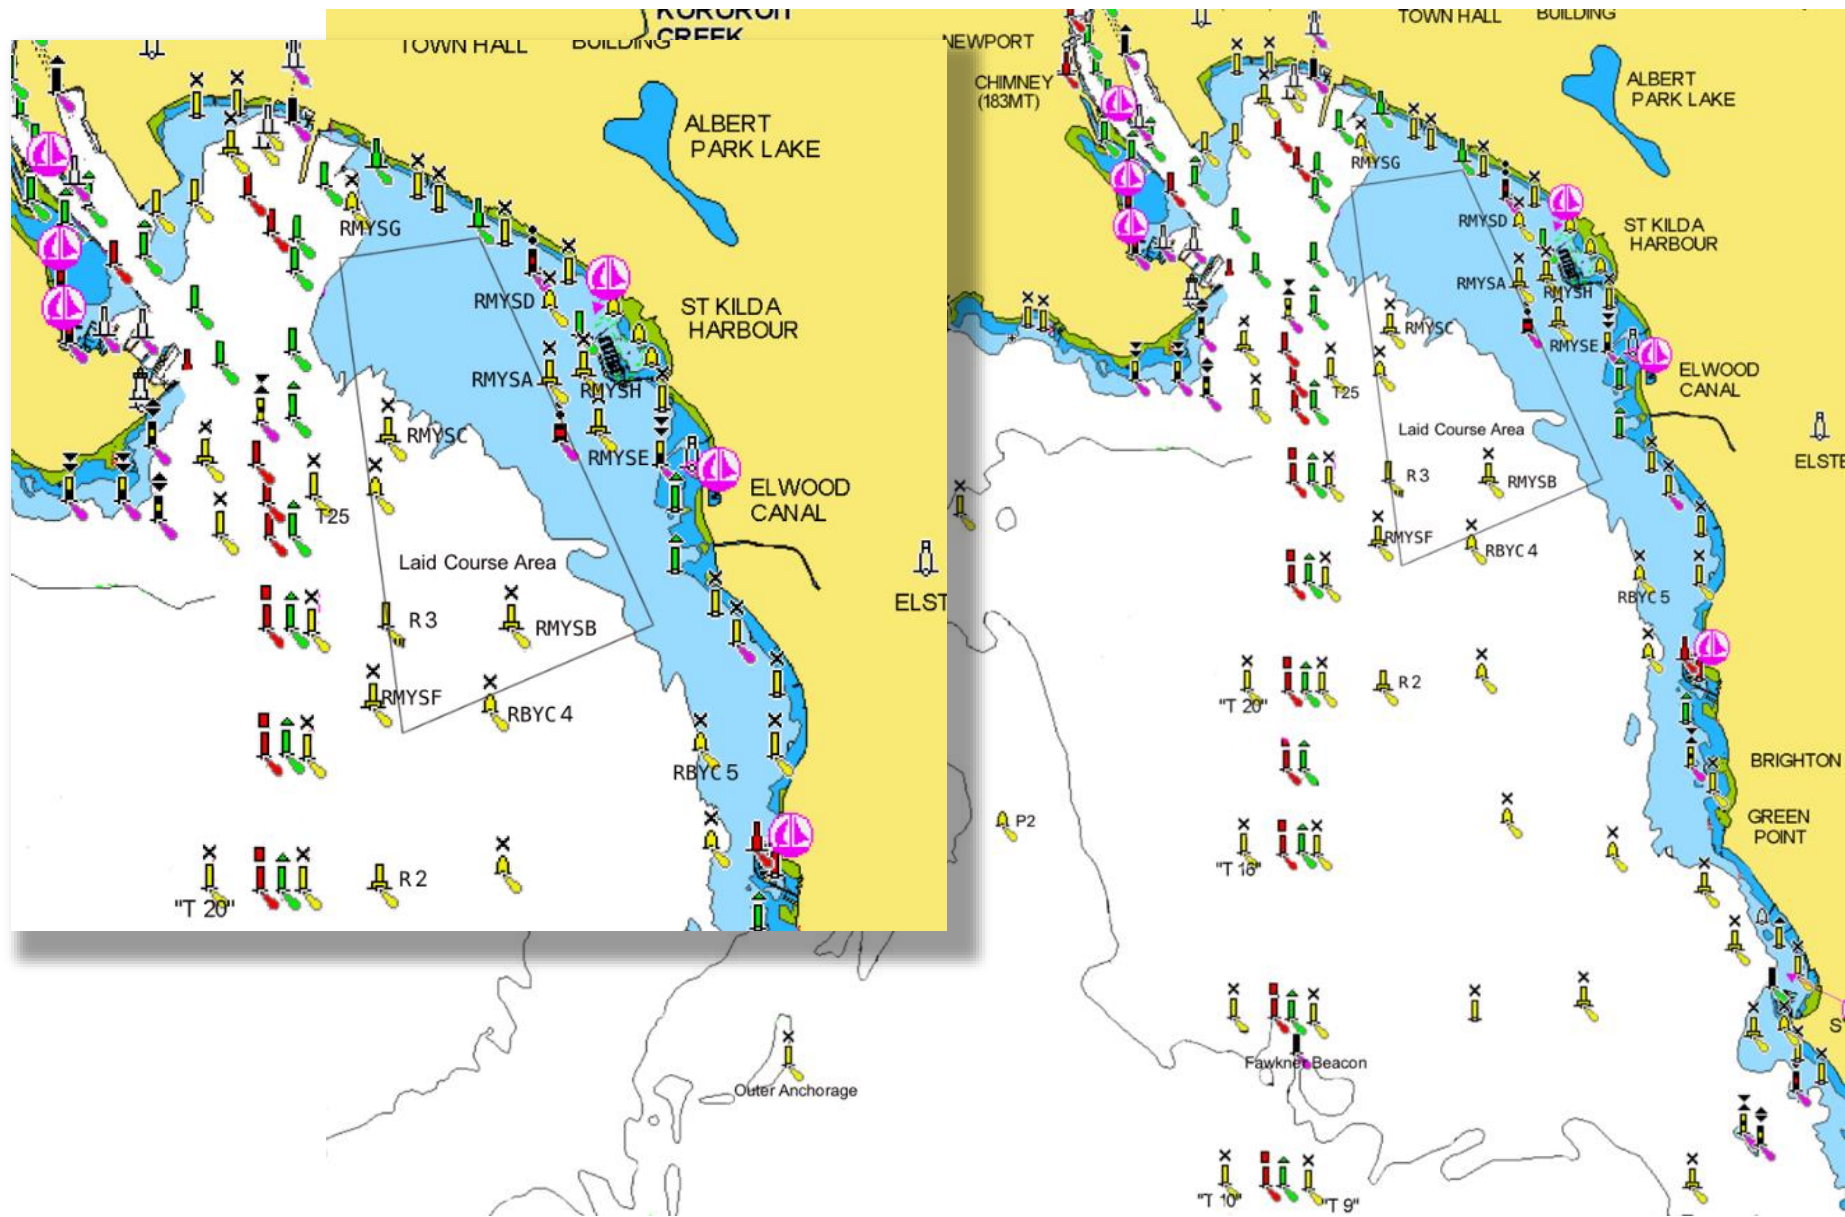 KOROROIT
CREEK
TOWN HALL
BUILDING
ALBERT
PARK LAKE
RMYSG
RMYSD
ST KILDA
HARBOUR
RMYSA
RMYSH
RMYSC
RMYSE
ELWOOD
CANAL
T25
Laid Course Area
ELST
R 3
RMYSB
RMYSF
RBYC 4
RBYC 5
R 2
"T 20"
TOWN HALL
BUILDING
NEWPORT
CHIMNEY
(183MT)
ALBERT
PARK LAKE
RMYSG
RMYSD
ST KILDA
HARBOUR
RMYSA
RMYSH
RMYSC
RMYSE
ELWOOD
CANAL
T25
Laid Course Area
ELSTE
R 3
RMYSB
RMYSF
RBYC 4
RBYC 5
R 2
"T 20"
BRIGHTON
P2
GREEN
POINT
"T 16"
S
Fawkner Beacon
Outer Anchorage
"T 10"
"T 9"